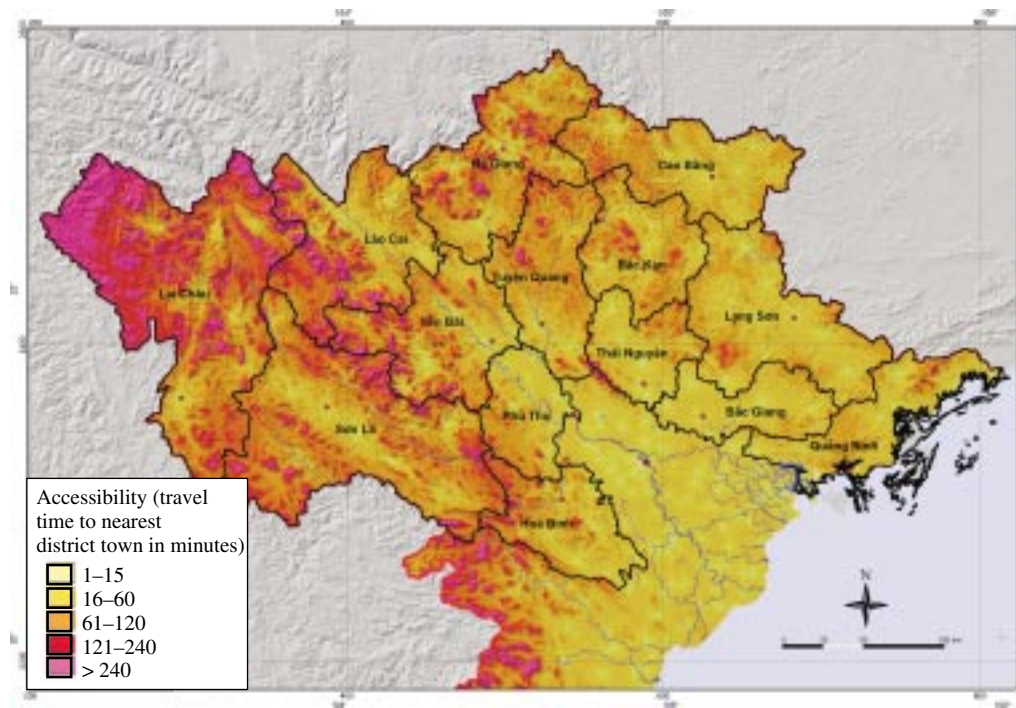 Hà Giang
Cao Bằng
Lào Cai
Bắc Kạn
Tuyên Quang
Lai Châu
Yên Bái
Lạng Sơn
Thái Nguyên
Phú Thọ
Bắc Giang
Sơn La
Quảng Ninh
Hoà Bình
Accessibility (travel
time to nearest
district town in minutes)
1–15
16–60
61–120
121–240
> 240
N